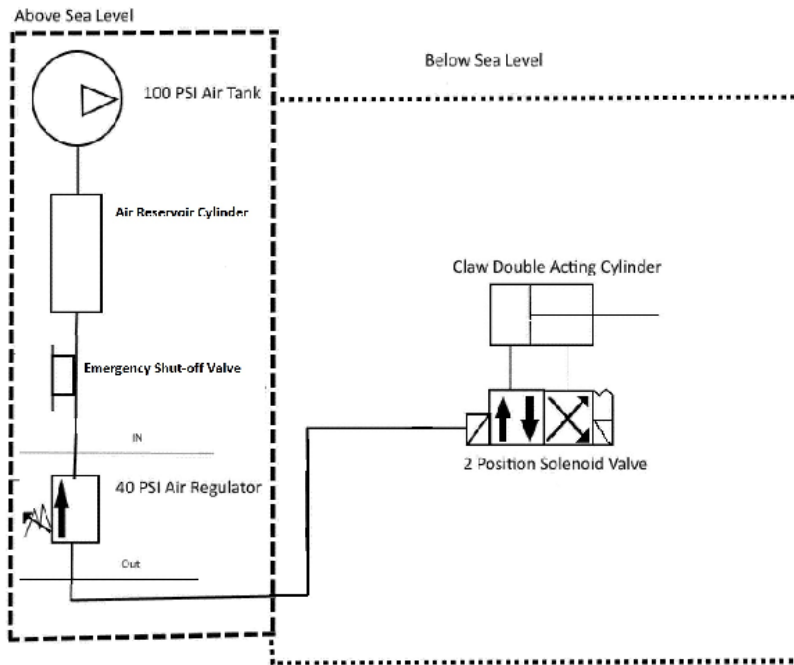 Above Sea Level
Below Sea Level
100 PSI Air Tank
Air Reservoir Cylinder
Claw Double Acting Cylinder
Emergency Shut-off Valve
IN
2 Position Solenoid Valve
40 PSI Air Regulator
Out